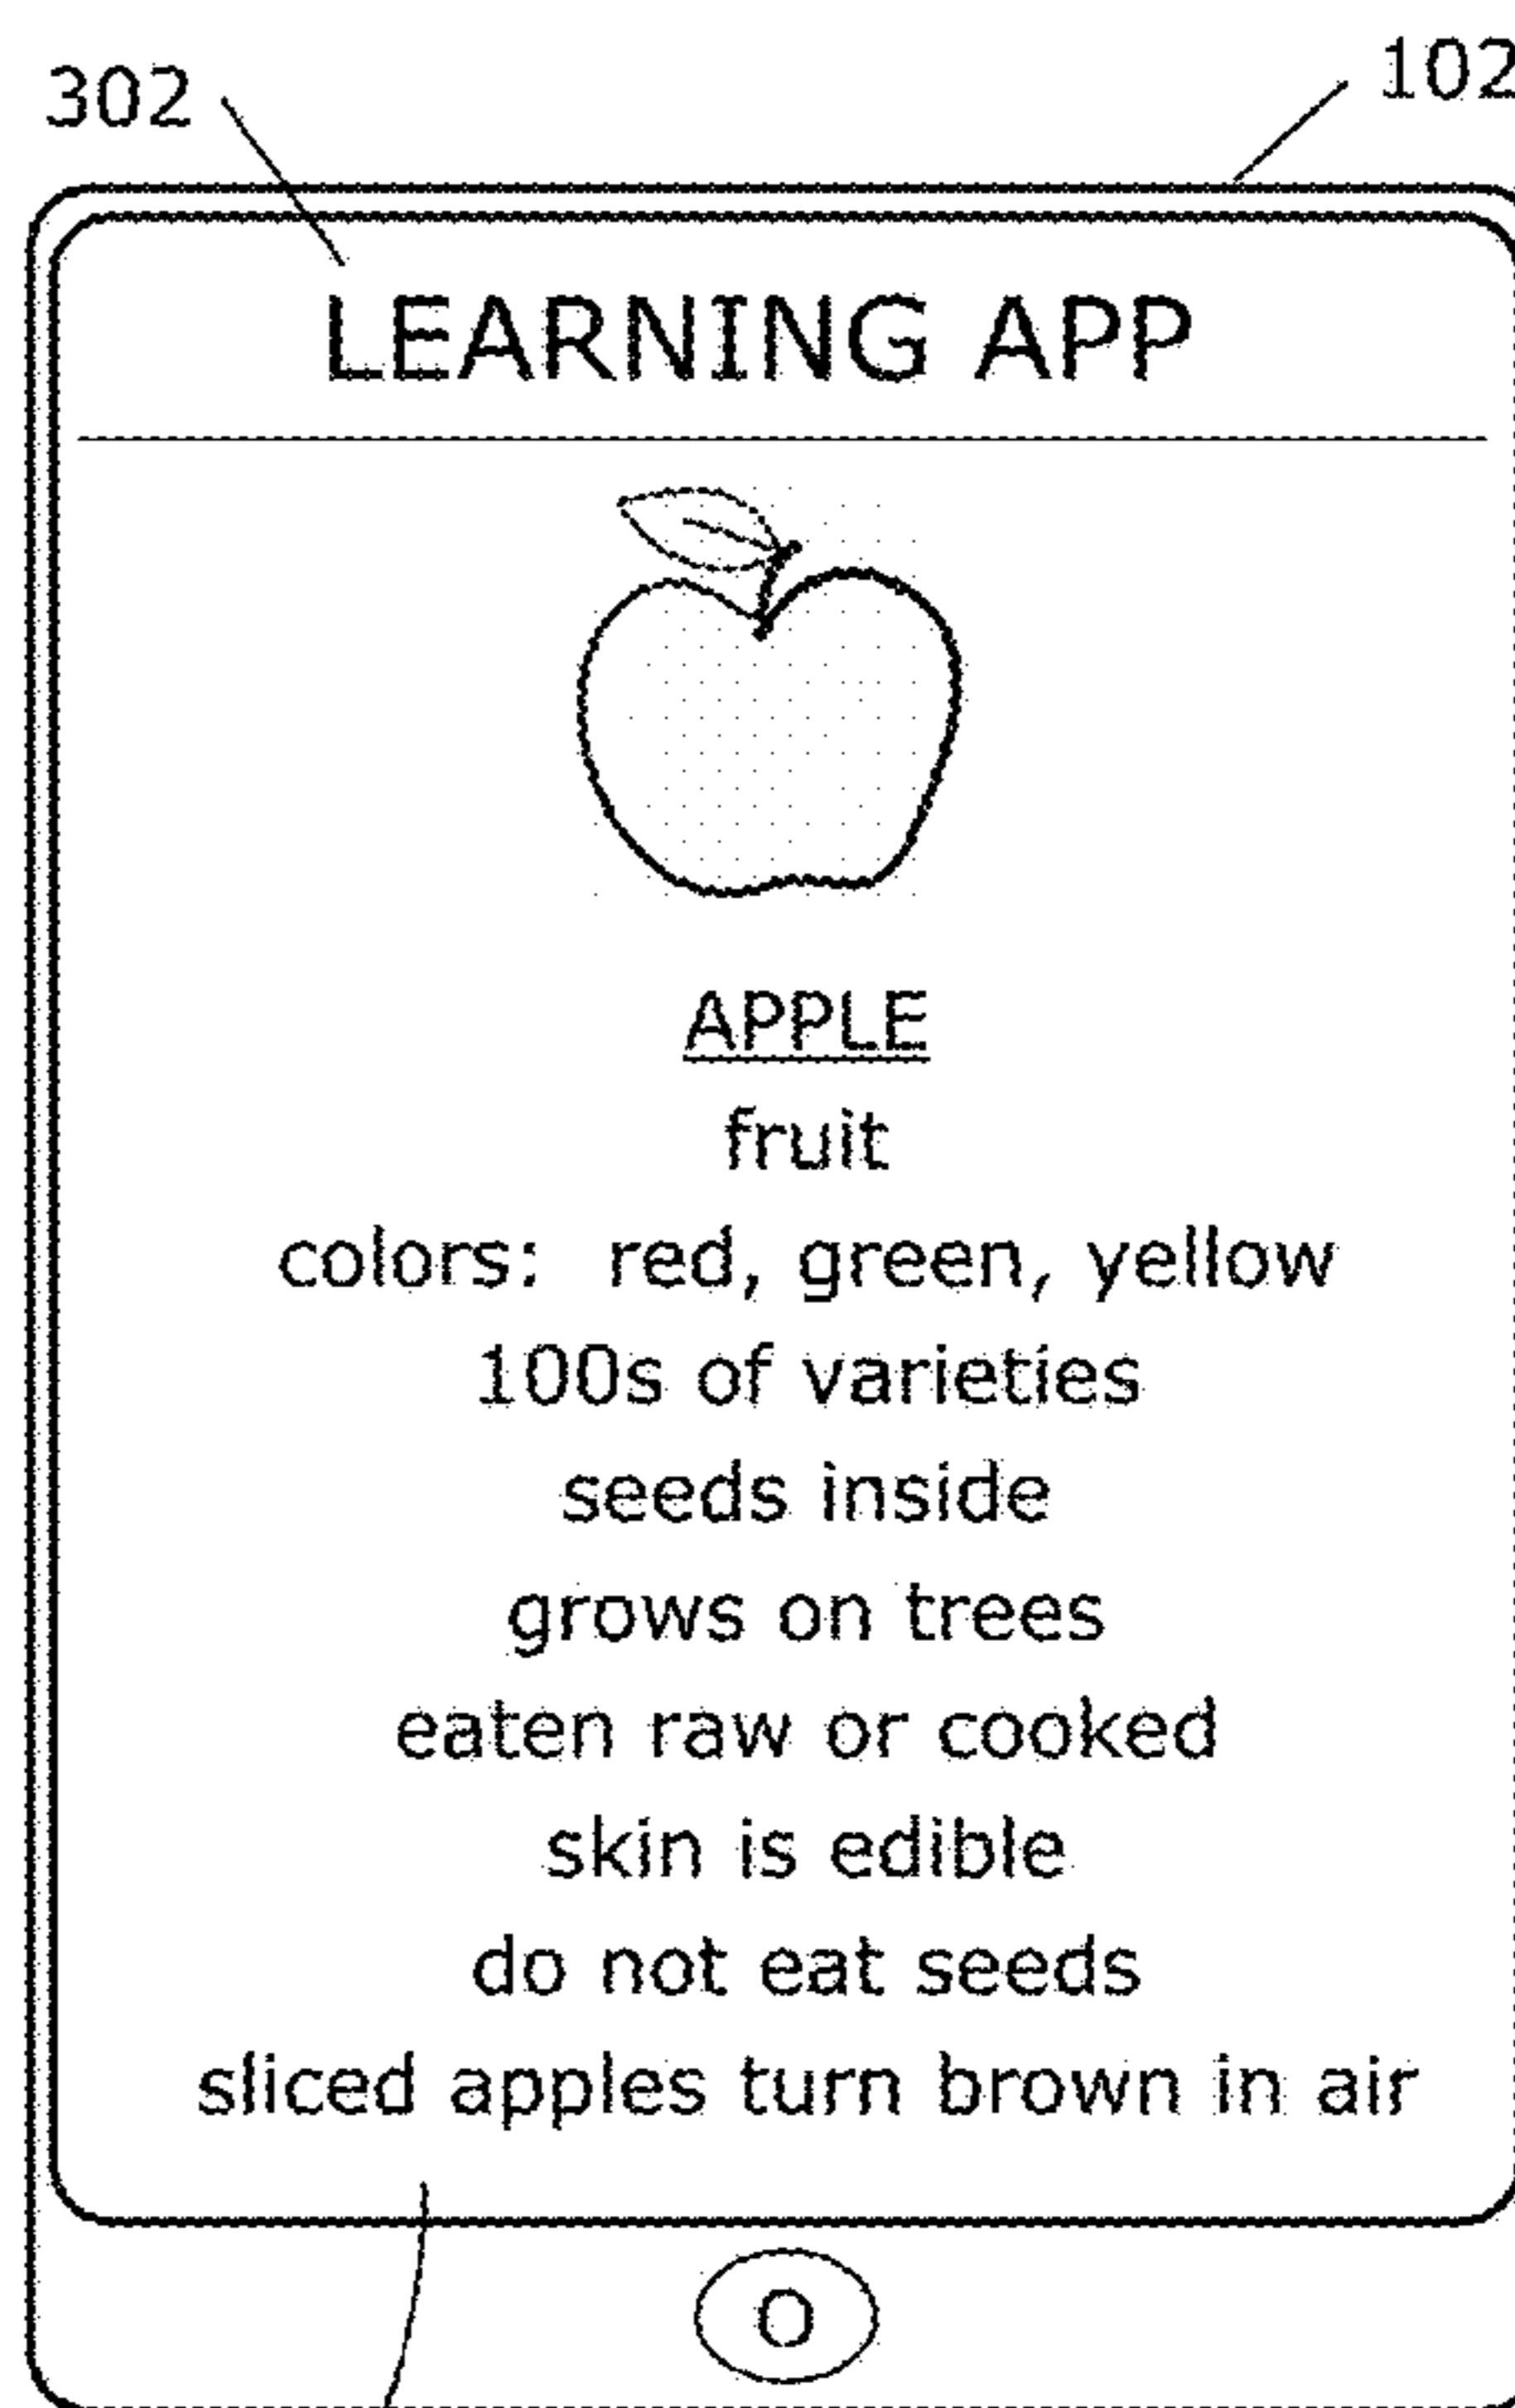 302 102
LEARNING APP
APPLE
fruit
colors: red, green, yellow
100s of varieties
seeds inside
grows on trees
eaten raw or cooked
skin is edible
do not eat seeds
sliced apples turn brown in air
O